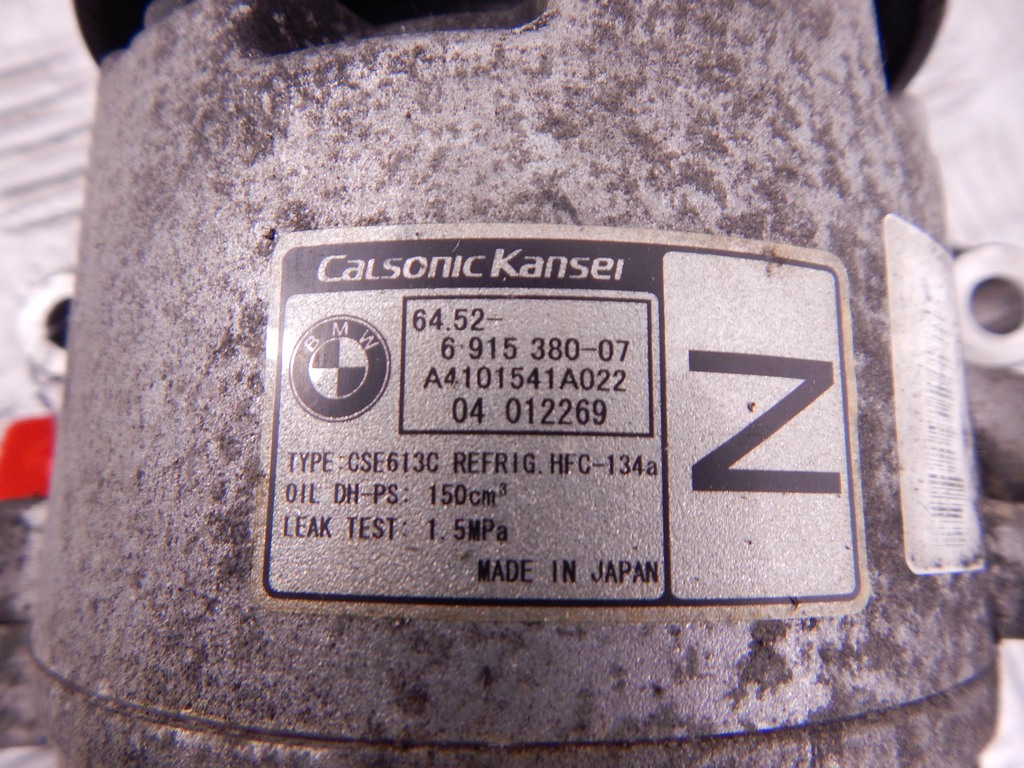 CALSONIC KANSEI
BMW
64.52-
6 915 380-07
A4101541A022
04 012269
TYPE:CSE613C REFRIG.HFC-134a
OIL DH-PS: 150cm³
LEAK TEST: 1.5MPa
MADE IN JAPAN
N